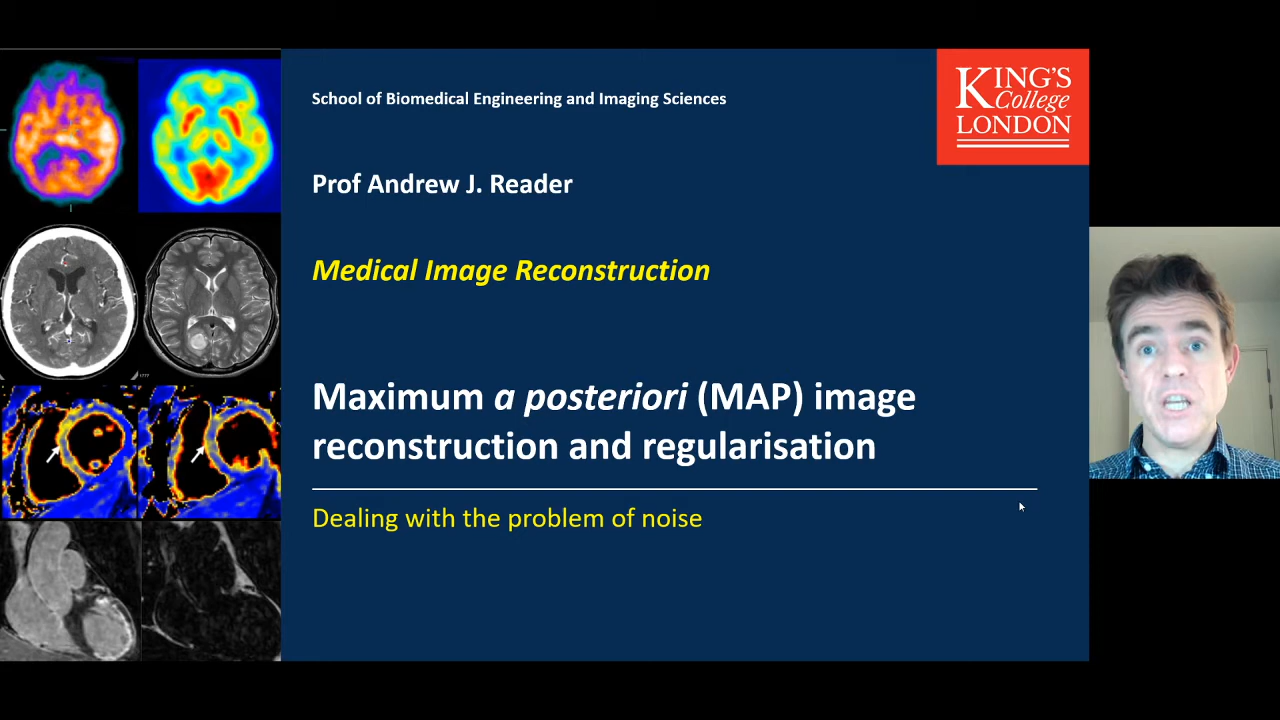 School of Biomedical Engineering and Imaging Sciences
KING'S
College
LONDON
Prof Andrew J. Reader
Medical Image Reconstruction
Maximum a posteriori (MAP) image
reconstruction and regularisation
Dealing with the problem of noise